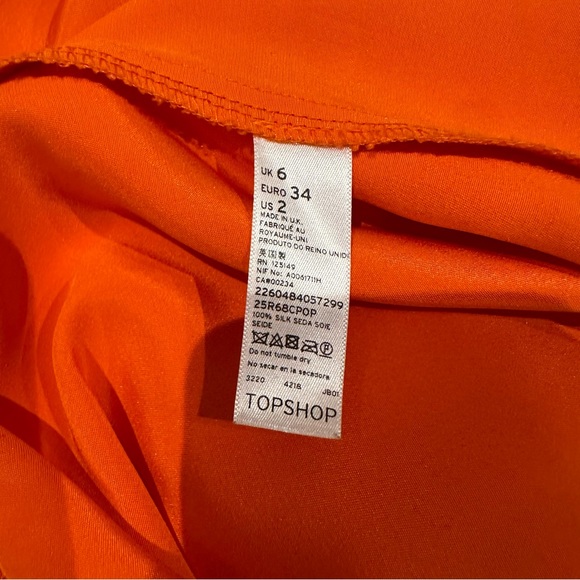 UK 6
EURO 34
US 2
MADE IN U.K.
FABRIQUÉ AU
ROYAUME-UNI
PRODUTO DO REINO UNIDO
英国製
RN 125149
NIF No: A0061711H
CA#00234
2260484057299
25R68CPOP
100% SILK SEDA SOIE
SEIDE
Do not tumble dry
No secar en la secadora
3220 4218 JB01
TOPSHOP